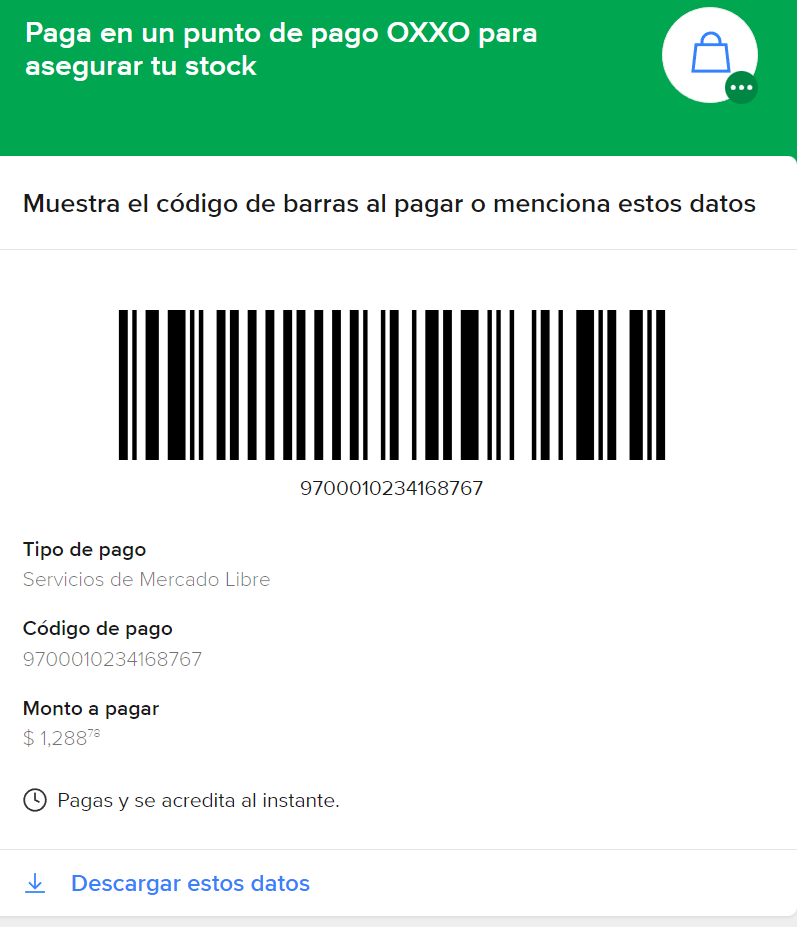 Paga en un punto de pago OXXO para
asegurar tu stock
Muestra el código de barras al pagar o menciona estos datos
9700010234168767
Tipo de pago
Servicios de Mercado Libre
Código de pago
9700010234168767
Monto a pagar
$ 1,288⁷⁸
Pagas y se acredita al instante.
Descargar estos datos